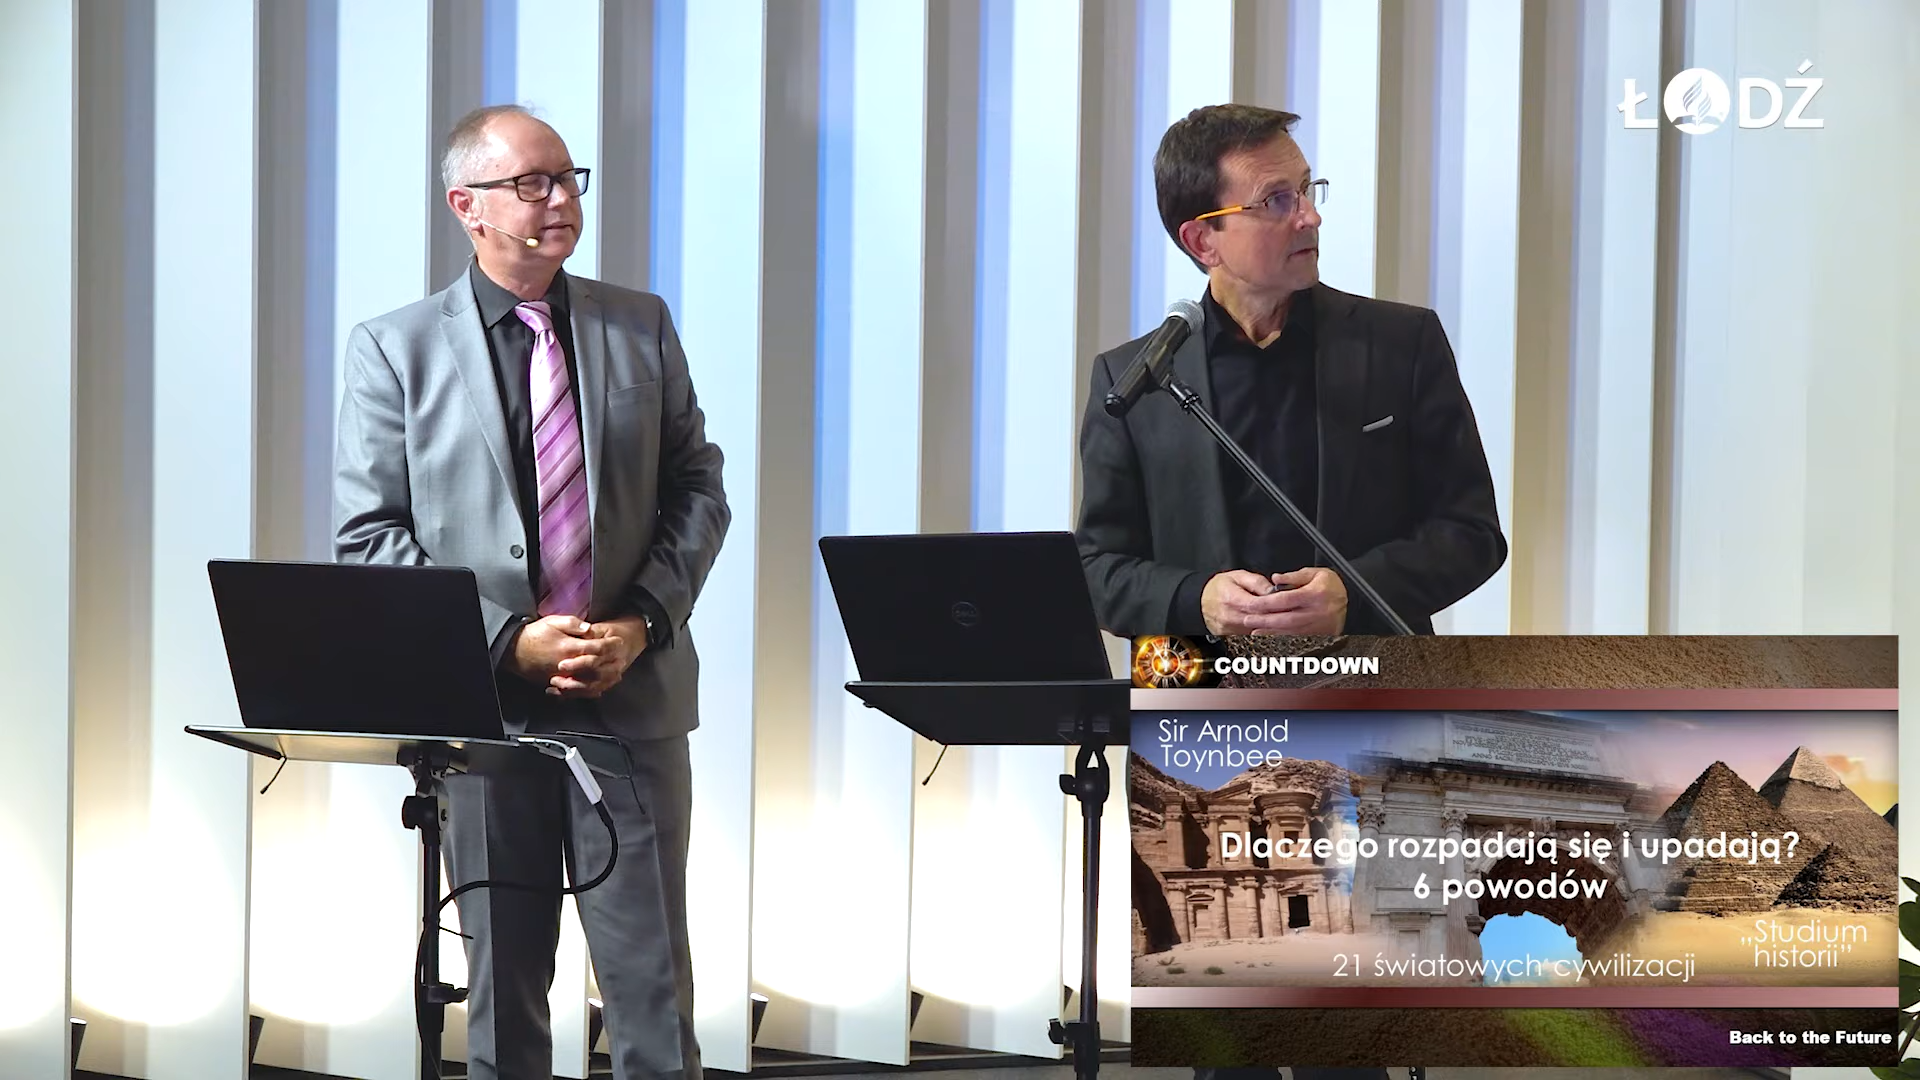 ŁODŹ
COUNTDOWN
Sir Arnold
Toynbee
Dlaczego rozpadają się i upadają?
6 powodów
„Studium
historii”
21 światowych cywilizacji
Back to the Future